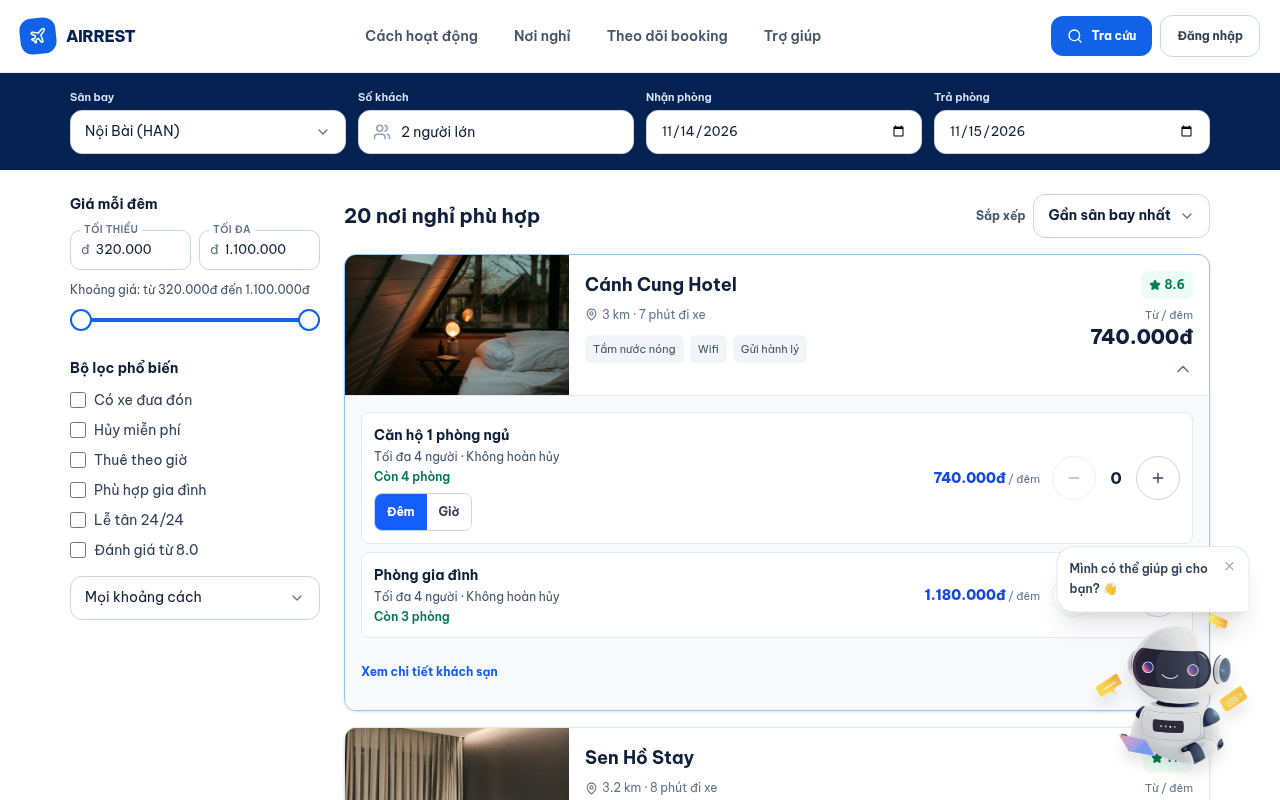 AIRREST
Cách hoạt động
Nơi nghỉ
Theo dõi booking
Trợ giúp
Tra cứu
Đăng nhập
Sân bay
Số khách
Nhận phòng
Trả phòng
Nội Bài (HAN)
2 người lớn
11/14/2026
11/15/2026
Giá mỗi đêm
TỐI THIỂU
TỐI ĐA
đ 320.000
đ 1.100.000
Khoảng giá: từ 320.000đ đến 1.100.000đ
Bộ lọc phổ biến
Có xe đưa đón
Hủy miễn phí
Thuê theo giờ
Phù hợp gia đình
Lễ tân 24/24
Đánh giá từ 8.0
Mọi khoảng cách
20 nơi nghỉ phù hợp
Sắp xếp
Gần sân bay nhất
Cánh Cung Hotel
8.6
3 km · 7 phút đi xe
Từ / đêm
740.000đ
Tắm nước nóng
Wifi
Gửi hành lý
Căn hộ 1 phòng ngủ
Tối đa 4 người · Không hoàn hủy
Còn 4 phòng
Đêm
Giờ
740.000đ / đêm
0
Phòng gia đình
Tối đa 4 người · Không hoàn hủy
Còn 3 phòng
1.180.000đ / đêm
Mình có thể giúp gì cho
bạn? 👋
Xem chi tiết khách sạn
Sen Hồ Stay
3.2 km · 8 phút đi xe
Từ / đêm